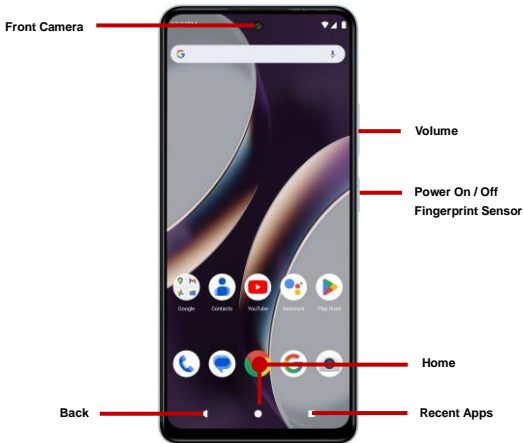 Front Camera
Volume
Power On / Off
Fingerprint Sensor
Google
Contacts
YouTube
Assistant
Play Store
Home
Back
Recent Apps